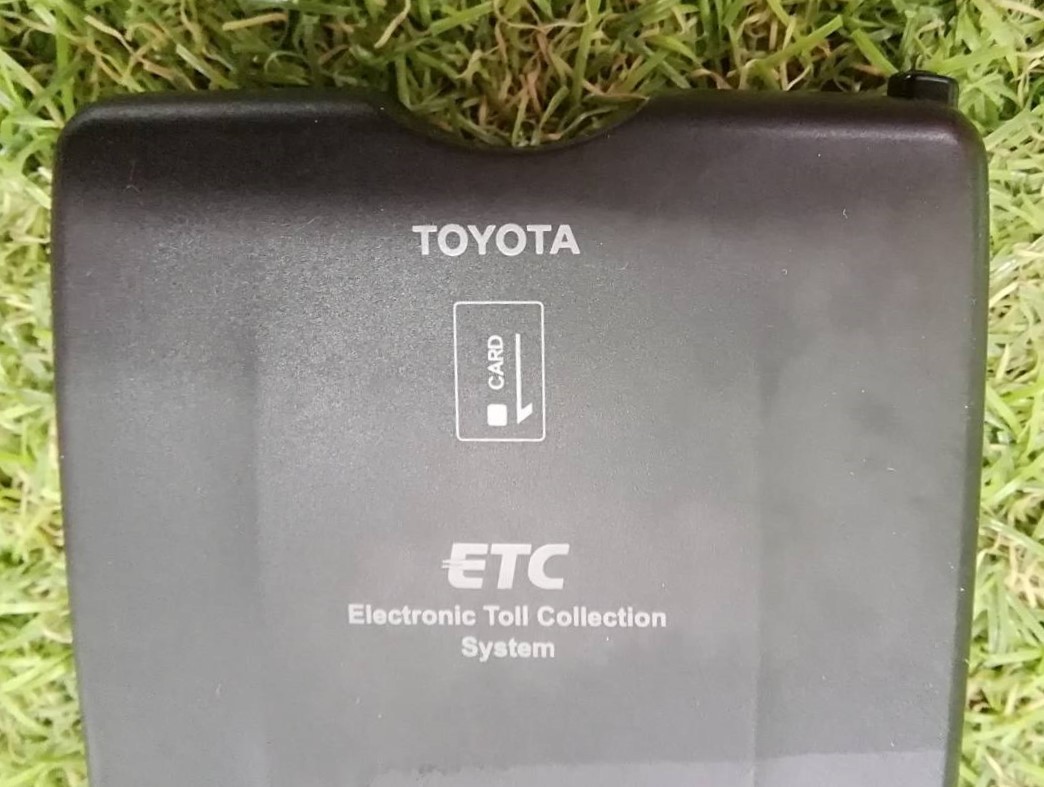 TOYOTA
CARD
ETC
Electronic Toll Collection
System